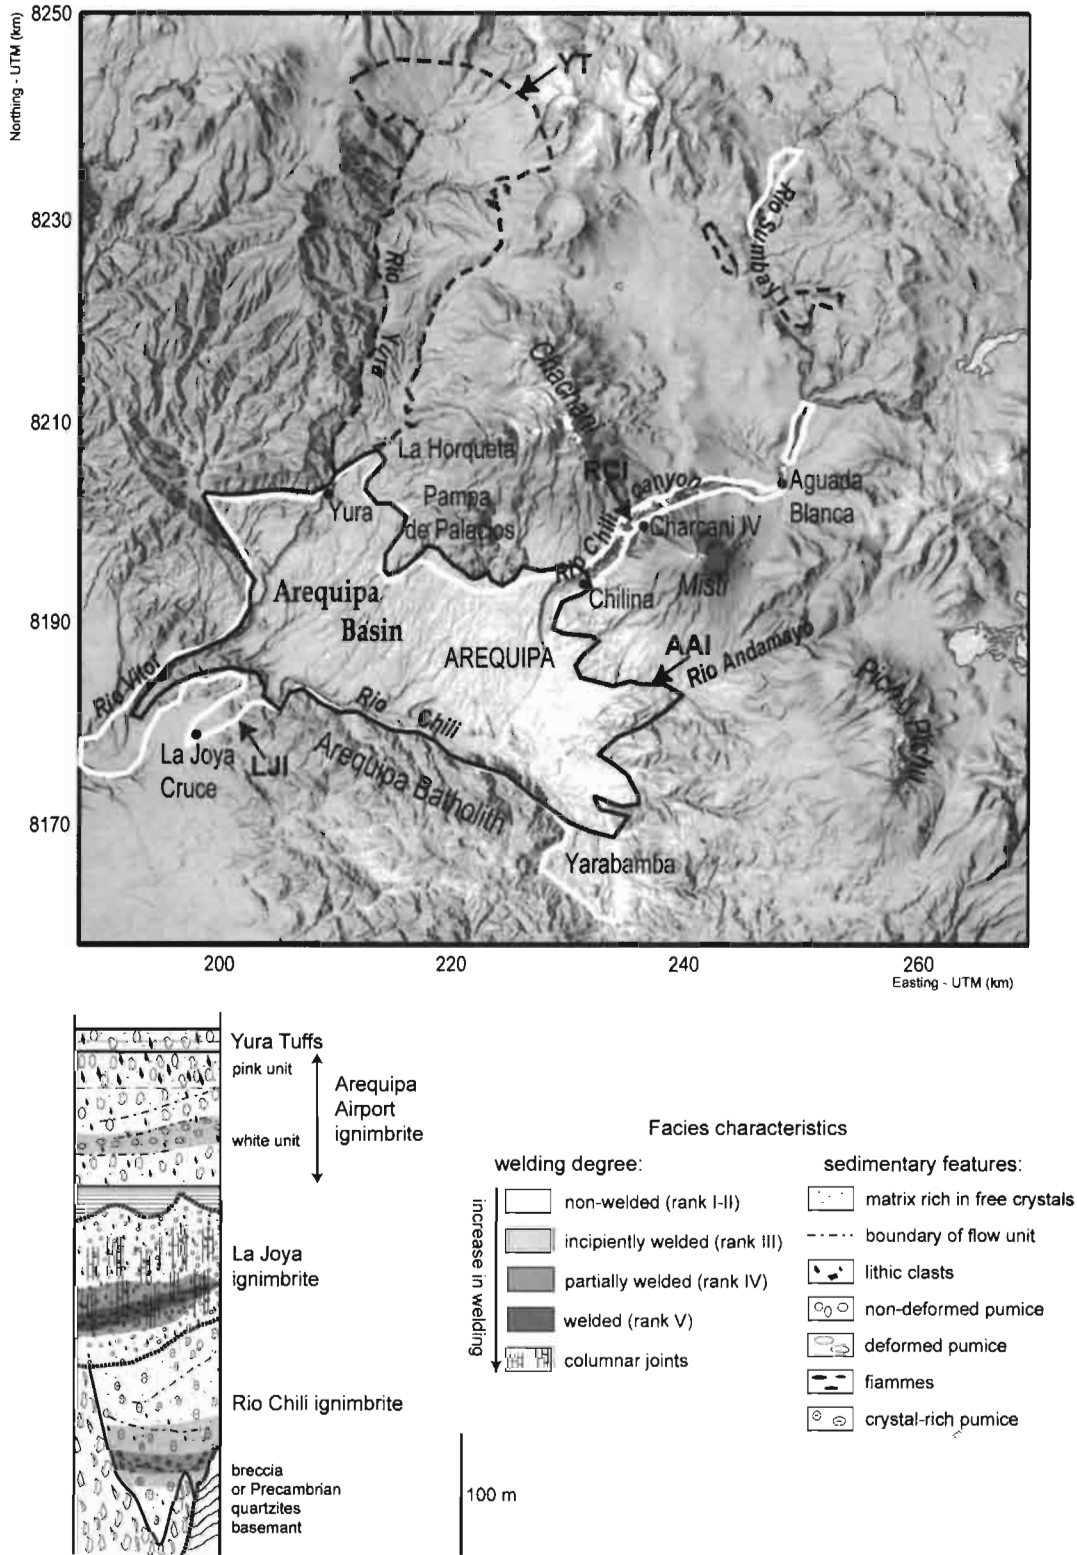 Northing - UTM (km)
8250
8230
8210
8190
8170
YT
Rio Sumbay
Rio
Yura
Chachani
La Horqueta
RCI
canyon
Aguada
Blanca
Yura
Pampa
de Palacios
Rio Chili
Charcani IV
Misti
Chilina
Arequipa
Basin
AREQUIPA
AAI
Rio Andamayo
Rio Vitor
Pichu Pichu
Rio Chili
La Joya
Cruce
LJI
Arequipa Batholith
Yarabamba
200
220
240
260
Easting - UTM (km)
Yura Tuffs
pink unit
white unit
Arequipa
Airport
ignimbrite
La Joya
ignimbrite
Rio Chili ignimbrite
breccia
or Precambrian
quartzites
basemant
100 m
Facies characteristics
welding degree:
increase in welding
non-welded (rank I-II)
incipiently welded (rank III)
partially welded (rank IV)
welded (rank V)
columnar joints
sedimentary features:
matrix rich in free crystals
boundary of flow unit
lithic clasts
non-deformed pumice
deformed pumice
fiammes
crystal-rich pumice